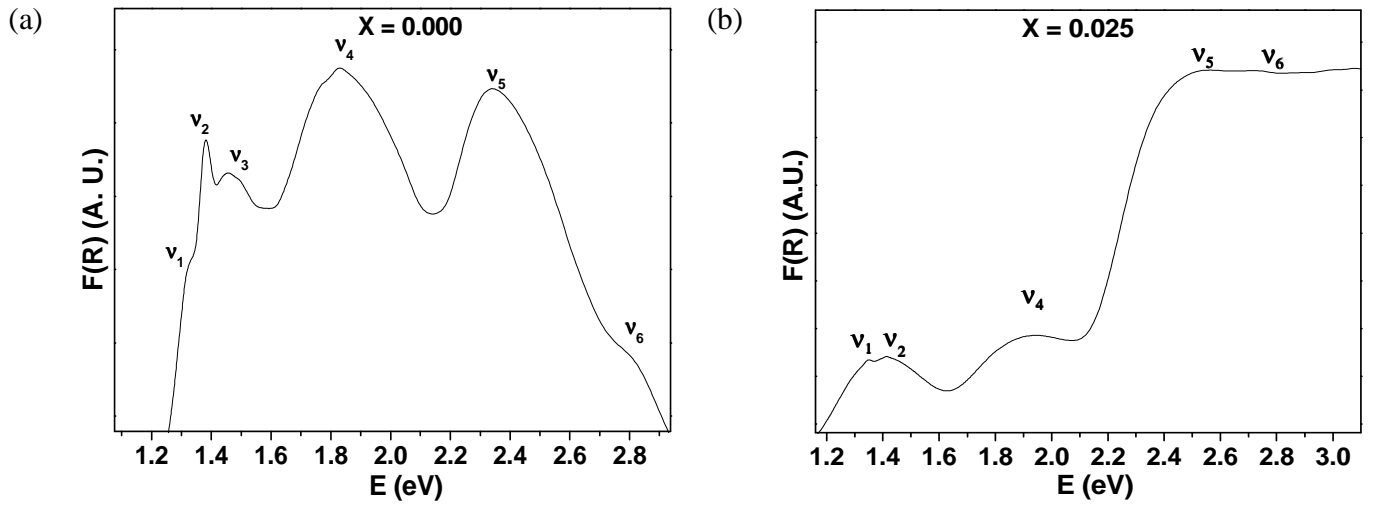 (a)
X = 0.000
F(R) (A. U.)
ν1
ν2
ν3
ν4
ν5
ν6
1.2 1.4 1.6 1.8 2.0 2.2 2.4 2.6 2.8
E (eV)
(b)
X = 0.025
F(R) (A.U.)
ν1 ν2
ν4
ν5 ν6
1.2 1.4 1.6 1.8 2.0 2.2 2.4 2.6 2.8 3.0
E (eV)